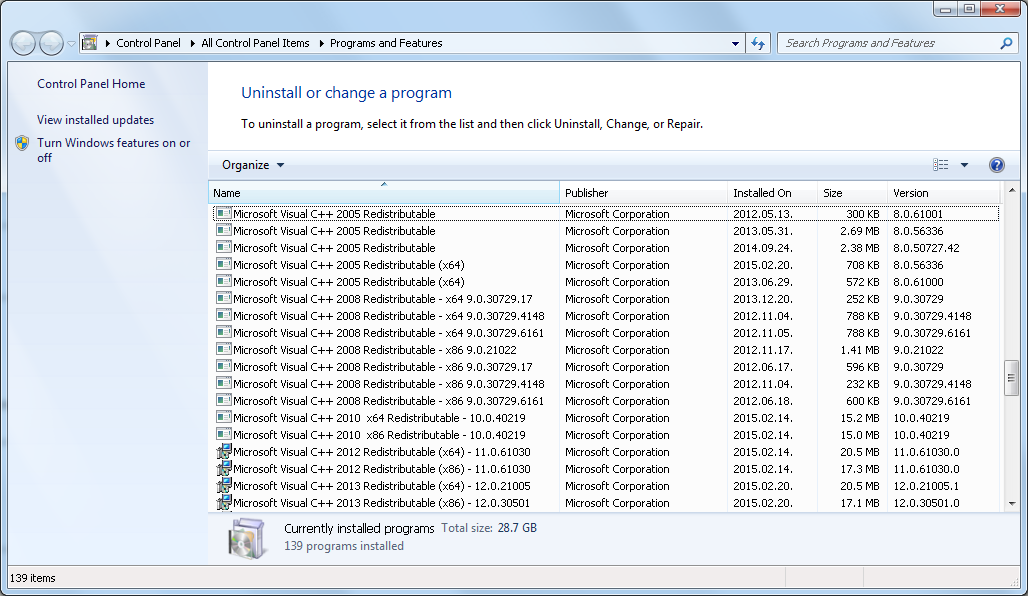 Control Panel All Control Panel Items Programs and Features Search Programs and Features
Control Panel Home
View installed updates
Turn Windows features on or
off
Uninstall or change a program
To uninstall a program, select it from the list and then click Uninstall, Change, or Repair.
Organize
Name Publisher Installed On Size Version
Microsoft Visual C++ 2005 Redistributable Microsoft Corporation 2012.05.13. 300 KB 8.0.61001
Microsoft Visual C++ 2005 Redistributable Microsoft Corporation 2013.05.31. 2.69 MB 8.0.56336
Microsoft Visual C++ 2005 Redistributable Microsoft Corporation 2014.09.24. 2.38 MB 8.0.50727.42
Microsoft Visual C++ 2005 Redistributable (x64) Microsoft Corporation 2015.02.20. 708 KB 8.0.56336
Microsoft Visual C++ 2005 Redistributable (x64) Microsoft Corporation 2013.06.29. 572 KB 8.0.61000
Microsoft Visual C++ 2008 Redistributable - x64 9.0.30729.17 Microsoft Corporation 2013.12.20. 252 KB 9.0.30729
Microsoft Visual C++ 2008 Redistributable - x64 9.0.30729.4148 Microsoft Corporation 2012.11.04. 788 KB 9.0.30729.4148
Microsoft Visual C++ 2008 Redistributable - x64 9.0.30729.6161 Microsoft Corporation 2012.11.05. 788 KB 9.0.30729.6161
Microsoft Visual C++ 2008 Redistributable - x86 9.0.21022 Microsoft Corporation 2012.11.17. 1.41 MB 9.0.21022
Microsoft Visual C++ 2008 Redistributable - x86 9.0.30729.17 Microsoft Corporation 2012.06.17. 596 KB 9.0.30729
Microsoft Visual C++ 2008 Redistributable - x86 9.0.30729.4148 Microsoft Corporation 2012.11.04. 232 KB 9.0.30729.4148
Microsoft Visual C++ 2008 Redistributable - x86 9.0.30729.6161 Microsoft Corporation 2012.06.18. 600 KB 9.0.30729.6161
Microsoft Visual C++ 2010 x64 Redistributable - 10.0.40219 Microsoft Corporation 2015.02.14. 15.2 MB 10.0.40219
Microsoft Visual C++ 2010 x86 Redistributable - 10.0.40219 Microsoft Corporation 2015.02.14. 15.0 MB 10.0.40219
Microsoft Visual C++ 2012 Redistributable (x64) - 11.0.61030 Microsoft Corporation 2015.02.14. 20.5 MB 11.0.61030.0
Microsoft Visual C++ 2012 Redistributable (x86) - 11.0.61030 Microsoft Corporation 2015.02.14. 17.3 MB 11.0.61030.0
Microsoft Visual C++ 2013 Redistributable (x64) - 12.0.21005 Microsoft Corporation 2015.02.20. 20.5 MB 12.0.21005.1
Microsoft Visual C++ 2013 Redistributable (x86) - 12.0.30501 Microsoft Corporation 2015.02.20. 17.1 MB 12.0.30501.0
Currently installed programs Total size: 28.7 GB
139 programs installed
139 items